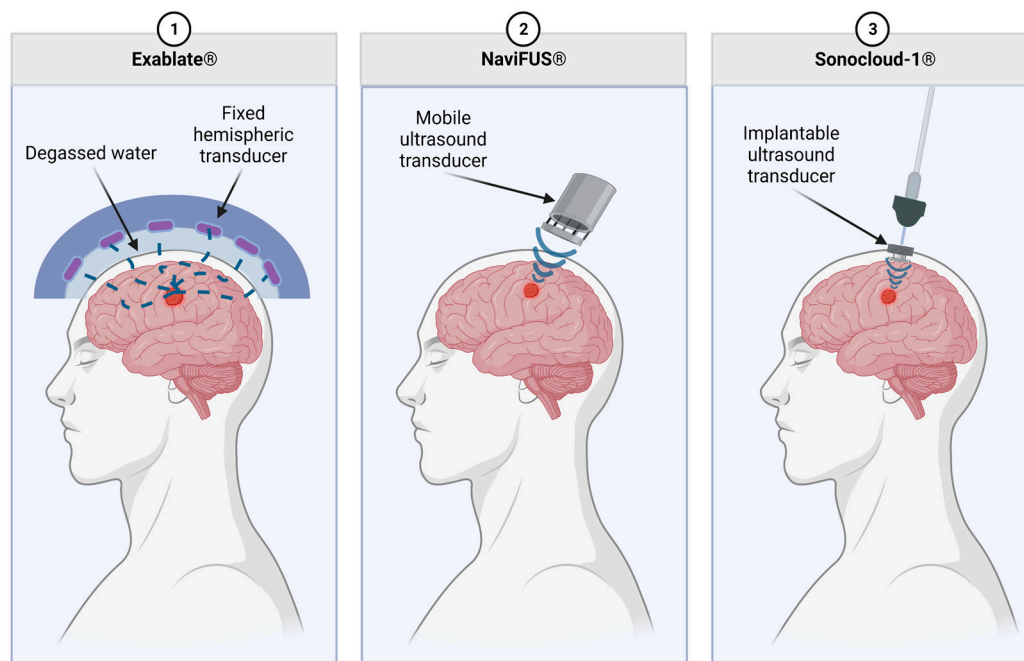 1
Exablate®
Degassed water
Fixed
hemispheric
transducer
2
NaviFUS®
Mobile
ultrasound
transducer
3
Sonocloud-1®
Implantable
ultrasound
transducer